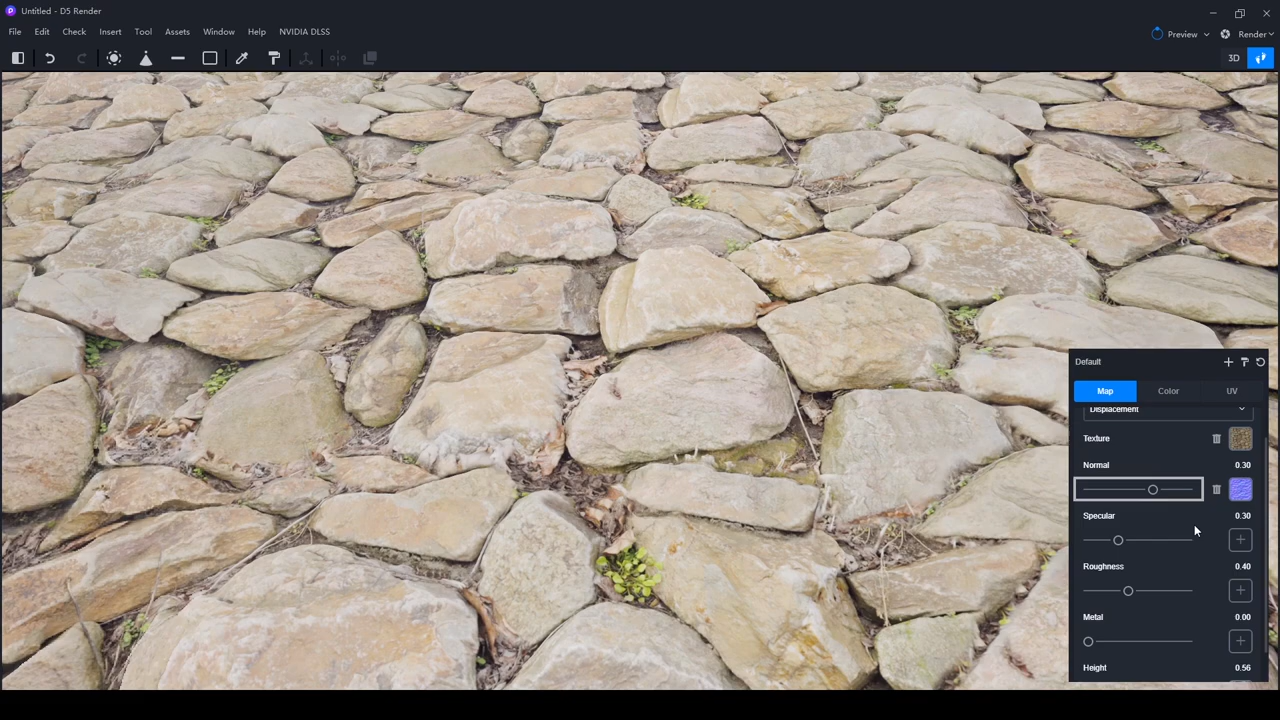 Untitled - D5 Render
File Edit Check Insert Tool Assets Window Help NVIDIA DLSS
Preview Render
3D
Default
Map Color UV
Displacement
Texture
Normal 0.30
Specular 0.30
Roughness 0.40
Metal 0.00
Height 0.56